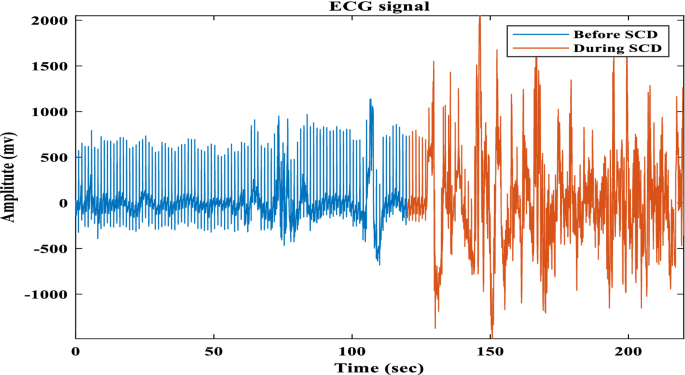 ECG signal
2000
1500
1000
500
0
-500
-1000
Amplitute (mv)
Before SCD
During SCD
0 50 100 150 200
Time (sec)